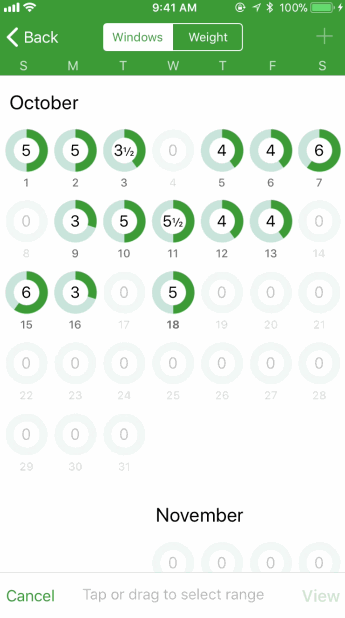 9:41 AM 100%
Back Windows Weight
S M T W T F S
October
5 5 3½ 0 4 4 6
1 2 3 4 5 6 7
0 3 5 5½ 4 4 0
8 9 10 11 12 13 14
6 3 0 5 0 0 0
15 16 17 18 19 20 21
0 0 0 0 0 0 0
22 23 24 25 26 27 28
0 0 0
29 30 31
November
0 0 0 0
Cancel Tap or drag to select range View